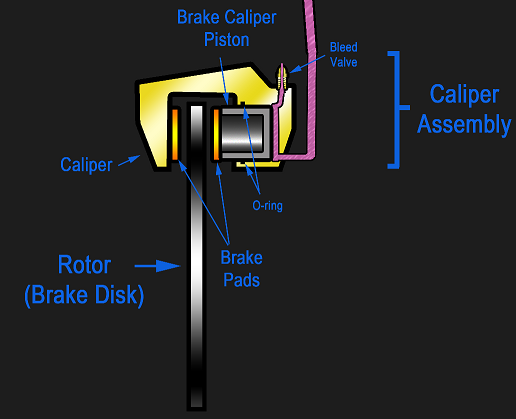 Brake Caliper
Piston
Bleed
Valve
Caliper
Assembly
Caliper
O-ring
Brake
Pads
Rotor
(Brake Disk)